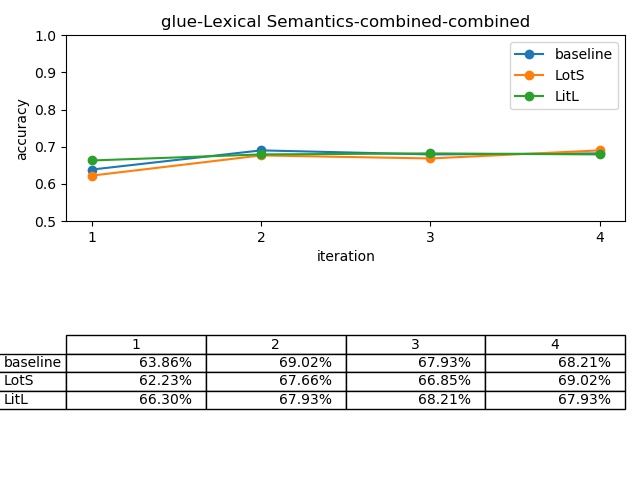 glue-Lexical Semantics-combined-combined
1.0
0.9
0.8
0.7
0.6
0.5
accuracy
baseline
LotS
LitL
1 2 3 4
iteration
1 2 3 4
baseline 63.86% 69.02% 67.93% 68.21%
LotS 62.23% 67.66% 66.85% 69.02%
LitL 66.30% 67.93% 68.21% 67.93%